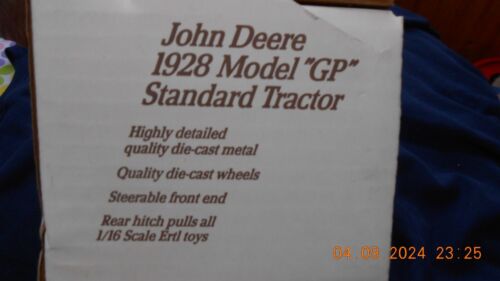 John Deere
1928 Model "GP"
Standard Tractor
Highly detailed
quality die-cast metal
Quality die-cast wheels
Steerable front end
Rear hitch pulls all
1/16 Scale Ertl toys
04.09 2024 23:25